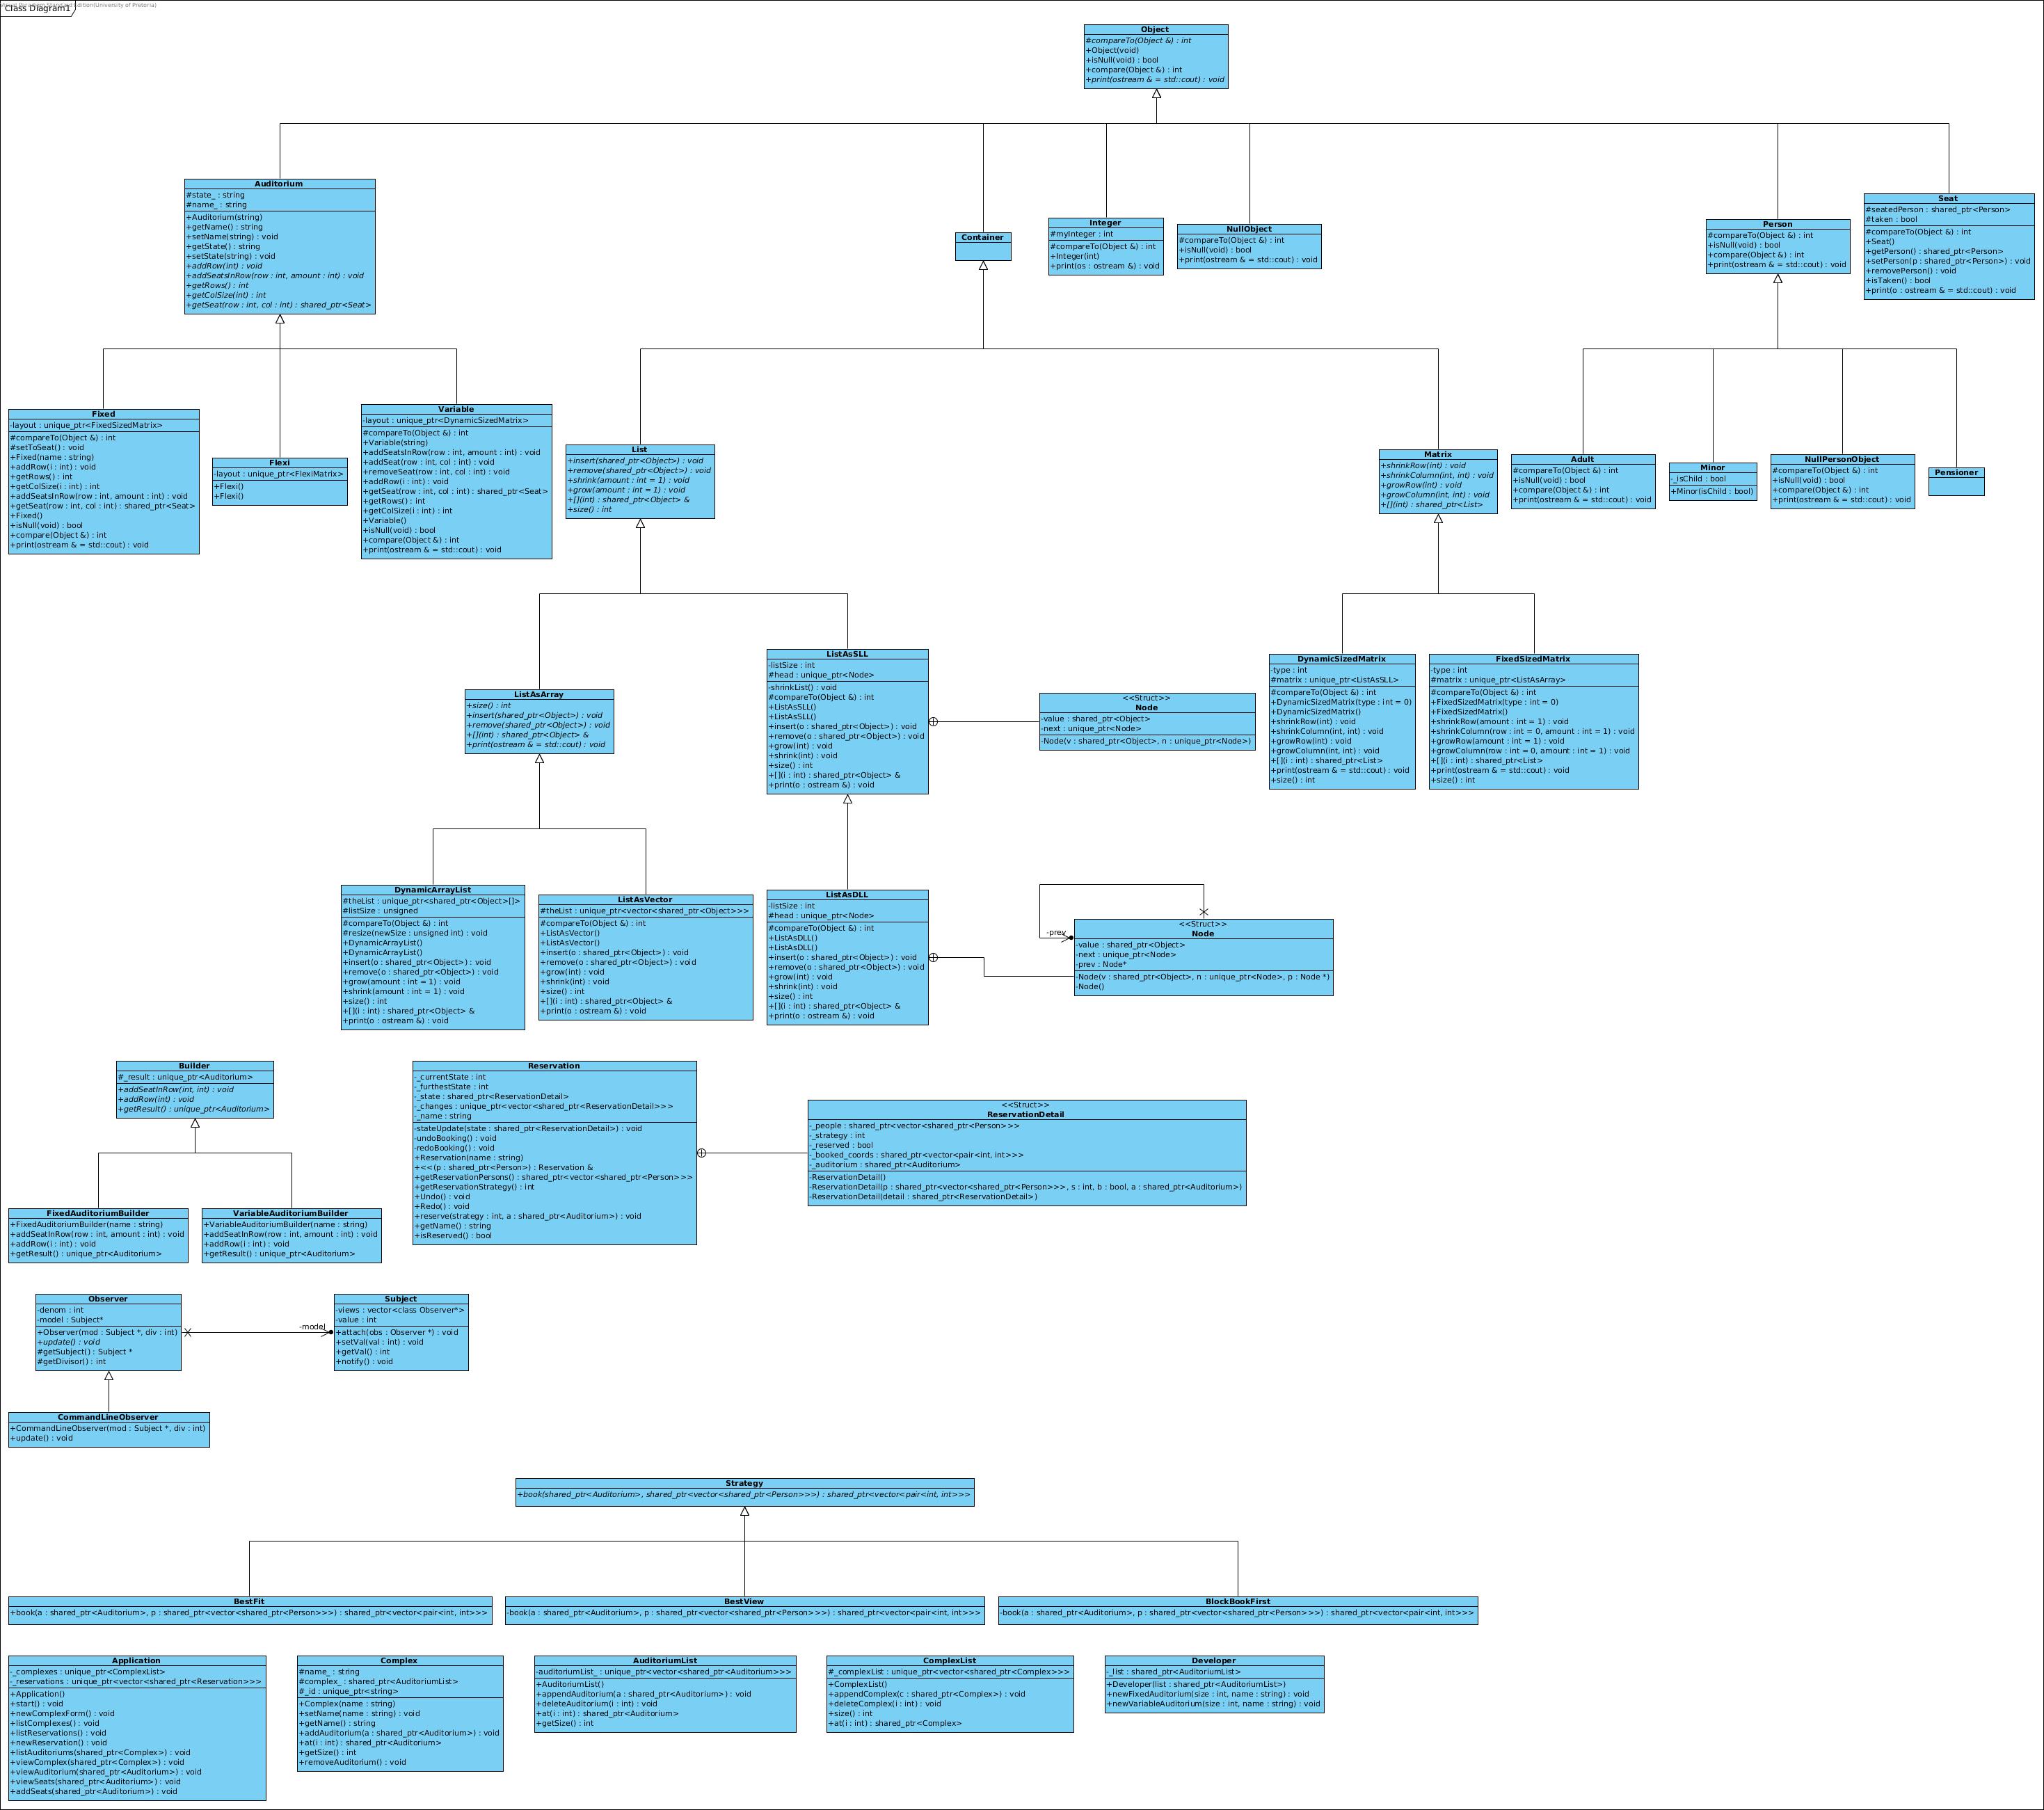 Class Diagram1
Object
#compareTo(Object &) : int
+Object(void)
+isNull(void) : bool
+compare(Object &) : int
+print(ostream & = std::cout) : void
Auditorium
#state_ : string
#name_ : string
+Auditorium(string)
+getName() : string
+setName(string) : void
+getState() : string
+setState(string) : void
+addRow(int) : void
+addSeatsInRow(row : int, amount : int) : void
+getRows() : int
+getColSize(int) : int
+getSeat(row : int, col : int) : shared_ptr<Seat>
Container
Integer
#myInteger : int
#compareTo(Object &) : int
+Integer(int)
+print(os : ostream &) : void
NullObject
#compareTo(Object &) : int
+isNull(void) : bool
+print(ostream & = std::cout) : void
Person
#compareTo(Object &) : int
+isNull(void) : bool
+compare(Object &) : int
+print(ostream & = std::cout) : void
Seat
#seatedPerson : shared_ptr<Person>
#taken : bool
#compareTo(Object &) : int
+Seat()
+getPerson() : shared_ptr<Person>
+setPerson(p : shared_ptr<Person>) : void
+removePerson() : void
+isTaken() : bool
+print(o : ostream & = std::cout) : void
Fixed
-layout : unique_ptr<FixedSizedMatrix>
#compareTo(Object &) : int
#setToSeat() : void
+Fixed(name : string)
+addRow(i : int) : void
+getRows() : int
+getColSize(i : int) : int
+addSeatsInRow(row : int, amount : int) : void
+getSeat(row : int, col : int) : shared_ptr<Seat>
+Fixed()
+isNull(void) : bool
+compare(Object &) : int
+print(ostream & = std::cout) : void
Flexi
-layout : unique_ptr<FlexiMatrix>
+Flexi()
+Flexi()
Variable
-layout : unique_ptr<DynamicSizedMatrix>
#compareTo(Object &) : int
+Variable(string)
+addSeatsInRow(row : int, amount : int) : void
+addSeat(row : int, col : int) : void
+removeSeat(row : int, col : int) : void
+addRow(i : int) : void
+getSeat(row : int, col : int) : shared_ptr<Seat>
+getRows() : int
+getColSize(i : int) : int
+Variable()
+isNull(void) : bool
+compare(Object &) : int
+print(ostream & = std::cout) : void
List
+insert(shared_ptr<Object>) : void
+remove(shared_ptr<Object>) : void
+shrink(amount : int = 1) : void
+grow(amount : int = 1) : void
+[](int) : shared_ptr<Object> &
+size() : int
Matrix
+shrinkRow(int) : void
+shrinkColumn(int, int) : void
+growRow(int) : void
+growColumn(int, int) : void
+[](int) : shared_ptr<List>
Adult
#compareTo(Object &) : int
+isNull(void) : bool
+compare(Object &) : int
+print(ostream & = std::cout) : void
Minor
-_isChild : bool
+Minor(isChild : bool)
NullPersonObject
#compareTo(Object &) : int
+isNull(void) : bool
+compare(Object &) : int
+print(ostream & = std::cout) : void
Pensioner
ListAsArray
+size() : int
+insert(shared_ptr<Object>) : void
+remove(shared_ptr<Object>) : void
+[](int) : shared_ptr<Object> &
+print(ostream & = std::cout) : void
ListAsSLL
-listSize : int
#head : unique_ptr<Node>
-shrinkList() : void
#compareTo(Object &) : int
+ListAsSLL()
+ListAsSLL()
+insert(o : shared_ptr<Object>) : void
+remove(o : shared_ptr<Object>) : void
+grow(int) : void
+shrink(int) : void
+size() : int
+[](i : int) : shared_ptr<Object> &
+print(o : ostream &) : void
<<Struct>>
Node
-value : shared_ptr<Object>
-next : unique_ptr<Node>
-Node(v : shared_ptr<Object>, n : unique_ptr<Node>)
DynamicSizedMatrix
-type : int
#matrix : unique_ptr<ListAsSLL>
#compareTo(Object &) : int
+DynamicSizedMatrix(type : int = 0)
+DynamicSizedMatrix()
+shrinkRow(int) : void
+shrinkColumn(int, int) : void
+growRow(int) : void
+growColumn(int, int) : void
+[](i : int) : shared_ptr<List>
+print(ostream & = std::cout) : void
+size() : int
FixedSizedMatrix
-type : int
#matrix : unique_ptr<ListAsArray>
#compareTo(Object &) : int
+FixedSizedMatrix(type : int = 0)
+FixedSizedMatrix()
+shrinkRow(amount : int = 1) : void
+shrinkColumn(row : int = 0, amount : int = 1) : void
+growRow(amount : int = 1) : void
+growColumn(row : int = 0, amount : int = 1) : void
+[](i : int) : shared_ptr<List>
+print(ostream & = std::cout) : void
+size() : int
DynamicArrayList
#theList : unique_ptr<shared_ptr<Object>[]>
#listSize : unsigned
#compareTo(Object &) : int
#resize(newSize : unsigned int) : void
+DynamicArrayList()
+DynamicArrayList()
+insert(o : shared_ptr<Object>) : void
+remove(o : shared_ptr<Object>) : void
+grow(amount : int = 1) : void
+shrink(amount : int = 1) : void
+size() : int
+[](i : int) : shared_ptr<Object> &
+print(o : ostream &) : void
ListAsVector
#theList : unique_ptr<vector<shared_ptr<Object>>>
#compareTo(Object &) : int
+ListAsVector()
+ListAsVector()
+insert(o : shared_ptr<Object>) : void
+remove(o : shared_ptr<Object>) : void
+grow(int) : void
+shrink(int) : void
+size() : int
+[](i : int) : shared_ptr<Object> &
+print(o : ostream &) : void
ListAsDLL
-listSize : int
#head : unique_ptr<Node>
#compareTo(Object &) : int
+ListAsDLL()
+ListAsDLL()
+insert(o : shared_ptr<Object>) : void
+remove(o : shared_ptr<Object>) : void
+grow(int) : void
+shrink(int) : void
+size() : int
+[](i : int) : shared_ptr<Object> &
+print(o : ostream &) : void
-prev
<<Struct>>
Node
-value : shared_ptr<Object>
-next : unique_ptr<Node>
-prev : Node*
-Node(v : shared_ptr<Object>, n : unique_ptr<Node>, p : Node *)
-Node()
Builder
#_result : unique_ptr<Auditorium>
+addSeatInRow(int, int) : void
+addRow(int) : void
+getResult() : unique_ptr<Auditorium>
Reservation
-_currentState : int
-_furthestState : int
-_state : shared_ptr<ReservationDetail>
-_changes : unique_ptr<vector<shared_ptr<ReservationDetail>>>
-_name : string
-stateUpdate(state : shared_ptr<ReservationDetail>) : void
-undoBooking() : void
-redoBooking() : void
+Reservation(name : string)
+<<(p : shared_ptr<Person>) : Reservation &
+getReservationPersons() : shared_ptr<vector<shared_ptr<Person>>>
+getReservationStrategy() : int
+Undo() : void
+Redo() : void
+reserve(strategy : int, a : shared_ptr<Auditorium>) : void
+getName() : string
+isReserved() : bool
<<Struct>>
ReservationDetail
-_people : shared_ptr<vector<shared_ptr<Person>>>
-_strategy : int
-_reserved : bool
-_booked_coords : shared_ptr<vector<pair<int, int>>>
-_auditorium : shared_ptr<Auditorium>
-ReservationDetail()
-ReservationDetail(p : shared_ptr<vector<shared_ptr<Person>>>, s : int, b : bool, a : shared_ptr<Auditorium>)
-ReservationDetail(detail : shared_ptr<ReservationDetail>)
FixedAuditoriumBuilder
+FixedAuditoriumBuilder(name : string)
+addSeatInRow(row : int, amount : int) : void
+addRow(i : int) : void
+getResult() : unique_ptr<Auditorium>
VariableAuditoriumBuilder
+VariableAuditoriumBuilder(name : string)
+addSeatInRow(row : int, amount : int) : void
+addRow(i : int) : void
+getResult() : unique_ptr<Auditorium>
Observer
-denom : int
-model : Subject*
+Observer(mod : Subject *, div : int)
+update() : void
#getSubject() : Subject *
#getDivisor() : int
-model
Subject
-views : vector<class Observer*>
-value : int
+attach(obs : Observer *) : void
+setVal(val : int) : void
+getVal() : int
+notify() : void
CommandLineObserver
+CommandLineObserver(mod : Subject *, div : int)
+update() : void
Strategy
+book(shared_ptr<Auditorium>, shared_ptr<vector<shared_ptr<Person>>>) : shared_ptr<vector<pair<int, int>>>
BestFit
+book(a : shared_ptr<Auditorium>, p : shared_ptr<vector<shared_ptr<Person>>>) : shared_ptr<vector<pair<int, int>>>
BestView
-book(a : shared_ptr<Auditorium>, p : shared_ptr<vector<shared_ptr<Person>>>) : shared_ptr<vector<pair<int, int>>>
BlockBookFirst
-book(a : shared_ptr<Auditorium>, p : shared_ptr<vector<shared_ptr<Person>>>) : shared_ptr<vector<pair<int, int>>>
Application
-_complexes : unique_ptr<ComplexList>
-_reservations : unique_ptr<vector<shared_ptr<Reservation>>>
+Application()
+start() : void
+newComplexForm() : void
+listComplexes() : void
+listReservations() : void
+newReservation() : void
+listAuditoriums(shared_ptr<Complex>) : void
+viewComplex(shared_ptr<Complex>) : void
+viewAuditorium(shared_ptr<Auditorium>) : void
+viewSeats(shared_ptr<Auditorium>) : void
+addSeats(shared_ptr<Auditorium>) : void
Complex
#name_ : string
#complex_ : shared_ptr<AuditoriumList>
#_id : unique_ptr<string>
+Complex(name : string)
+setName(name : string) : void
+getName() : string
+addAuditorium(a : shared_ptr<Auditorium>) : void
+at(i : int) : shared_ptr<Auditorium>
+getSize() : int
+removeAuditorium() : void
AuditoriumList
-auditoriumList_ : unique_ptr<vector<shared_ptr<Auditorium>>>
+AuditoriumList()
+appendAuditorium(a : shared_ptr<Auditorium>) : void
+deleteAuditorium(i : int) : void
+at(i : int) : shared_ptr<Auditorium>
+getSize() : int
ComplexList
#_complexList : unique_ptr<vector<shared_ptr<Complex>>>
+ComplexList()
+appendComplex(c : shared_ptr<Complex>) : void
+deleteComplex(i : int) : void
+size() : int
+at(i : int) : shared_ptr<Complex>
Developer
-_list : shared_ptr<AuditoriumList>
+Developer(list : shared_ptr<AuditoriumList>)
+newFixedAuditorium(size : int, name : string) : void
+newVariableAuditorium(size : int, name : string) : void